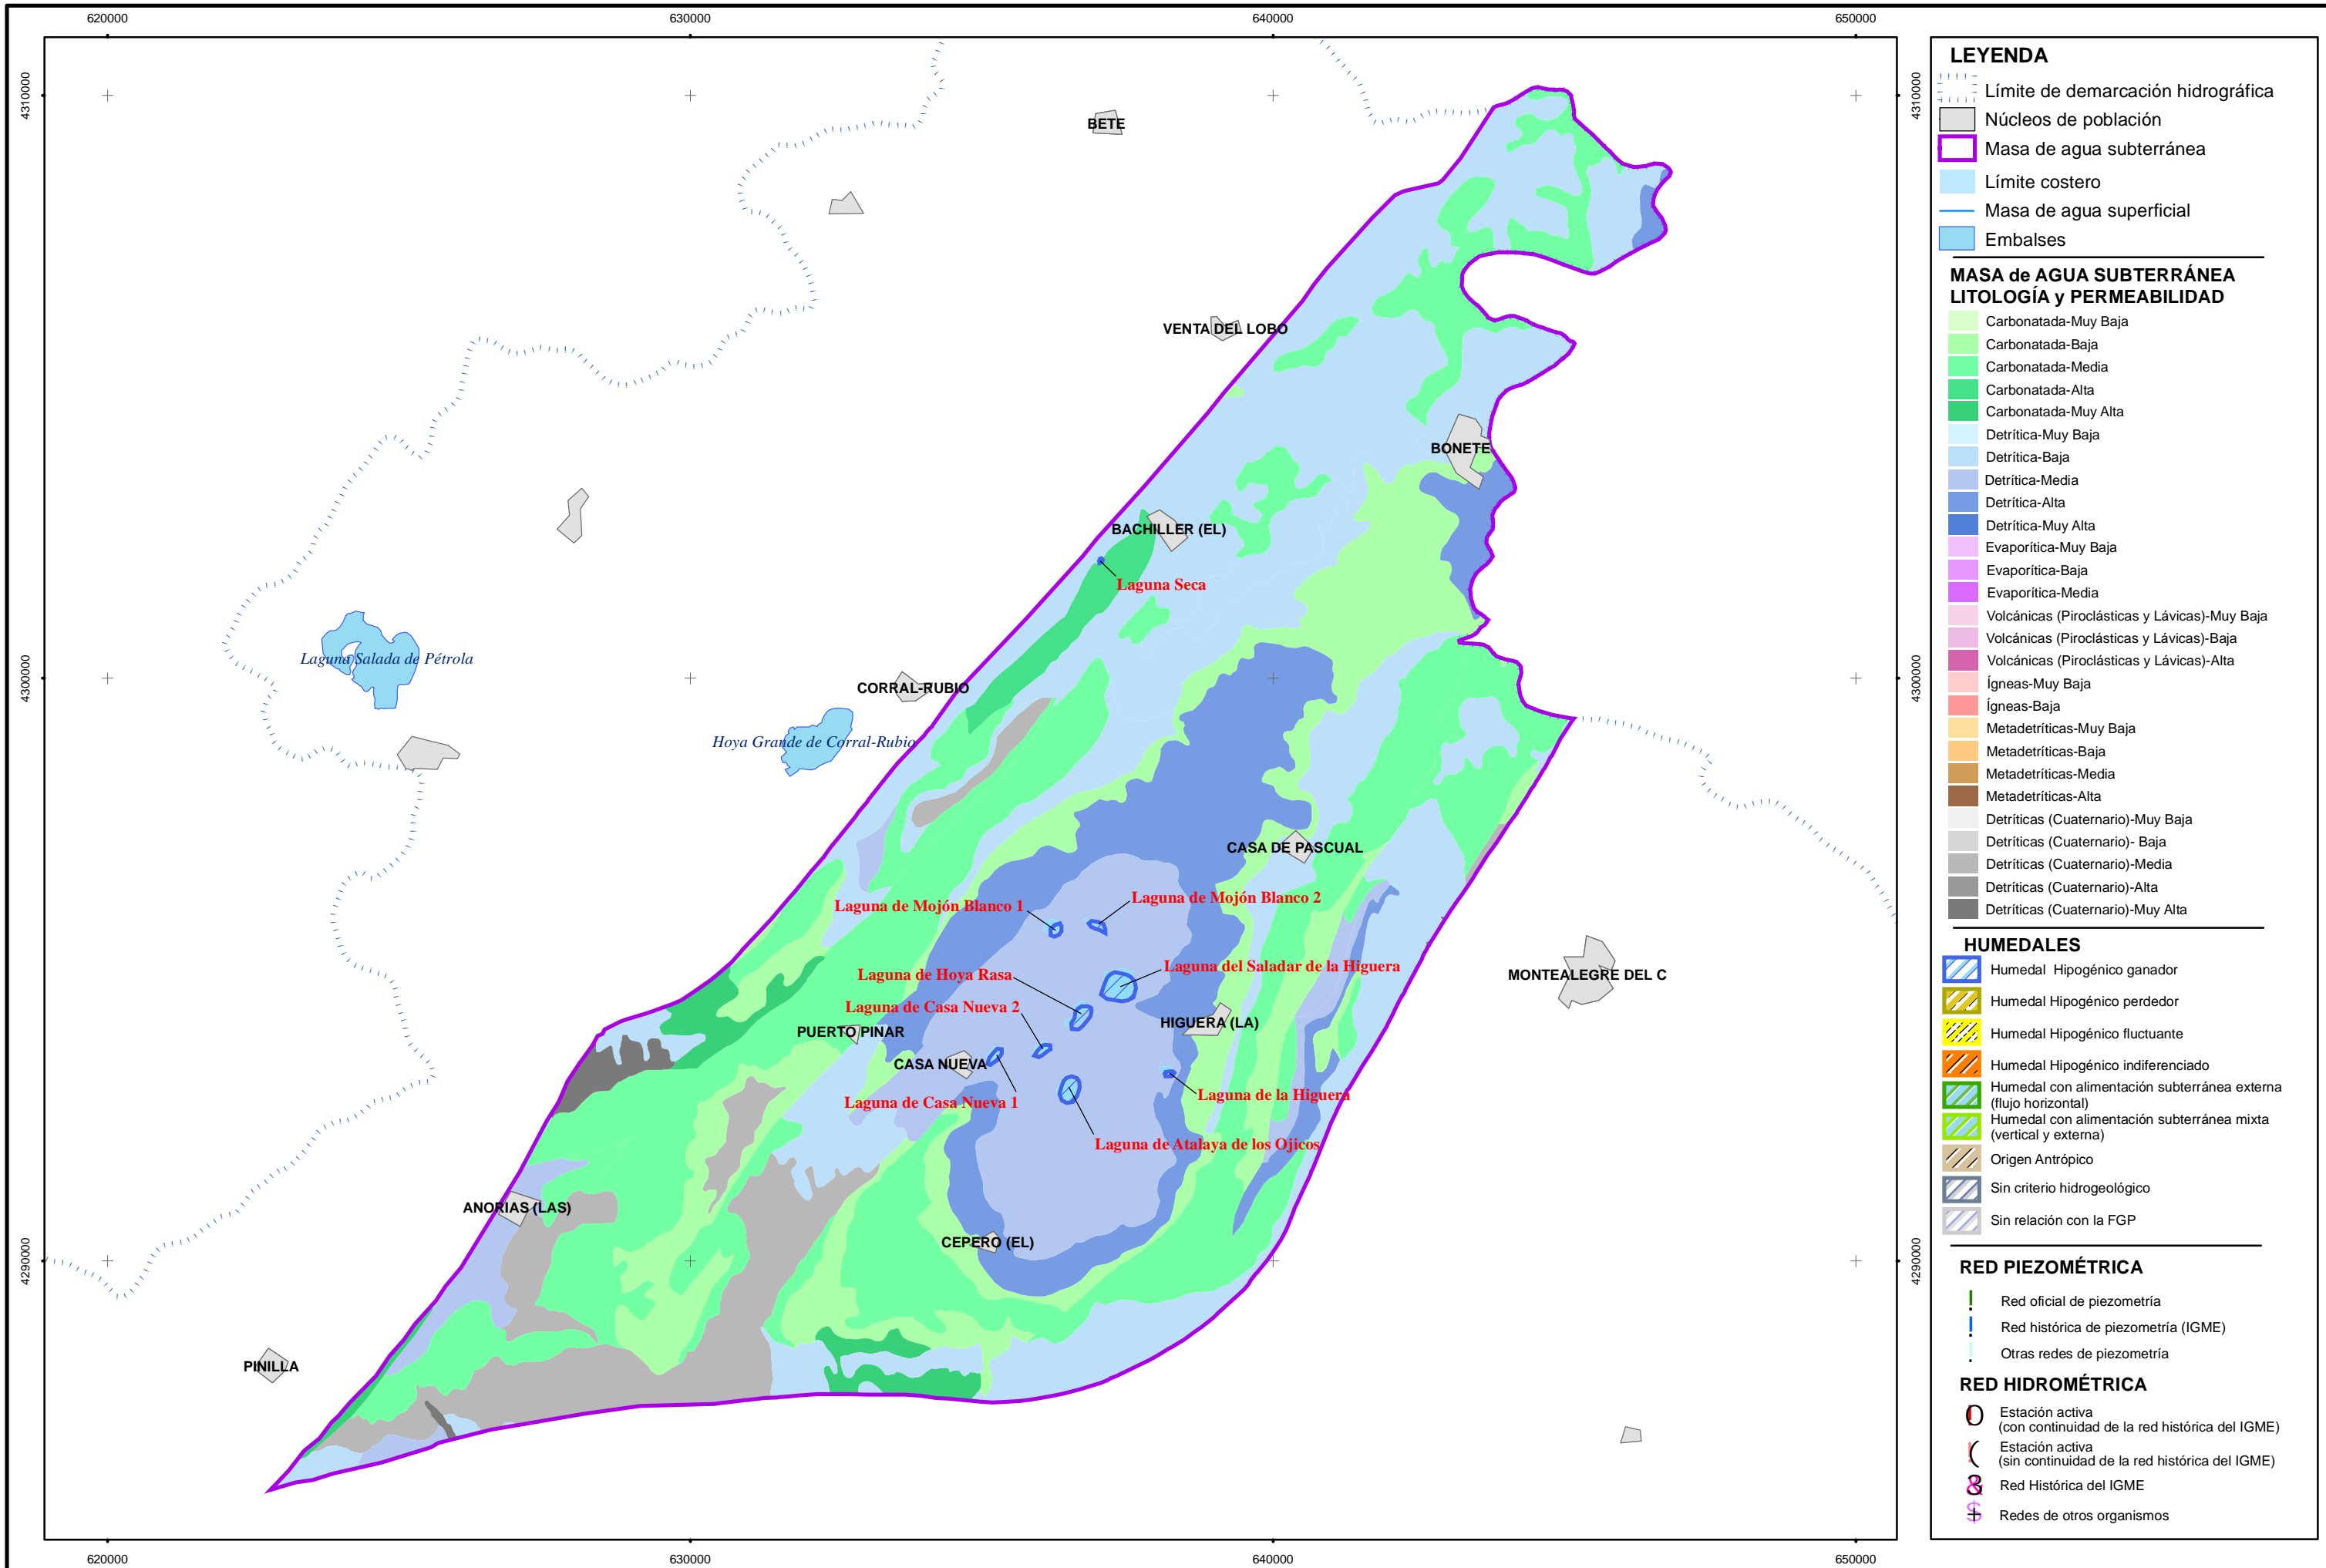 620000
630000
640000
650000
4310000
4310000
BETE
VENTA DEL LOBO
BONETE
BACHILLER (EL)
Laguna Seca
Laguna Salada de Pétrola
4300000
4300000
CORRAL-RUBIO
Hoya Grande de Corral-Rubio
CASA DE PASCUAL
Laguna de Mojón Blanco 1
Laguna de Mojón Blanco 2
Laguna de Hoya Rasa
Laguna del Saladar de la Higuera
MONTEALEGRE DEL C
Laguna de Casa Nueva 2
PUERTO PINAR
HIGUERA (LA)
CASA NUEVA
Laguna de Casa Nueva 1
Laguna de la Higuera
Laguna de Atalaya de los Ojicos
ANORIAS (LAS)
CEPERO (EL)
4290000
4290000
PINILLA
620000
630000
640000
650000
LEYENDA
Límite de demarcación hidrográfica
Núcleos de población
Masa de agua subterránea
Límite costero
Masa de agua superficial
Embalses
MASA de AGUA SUBTERRÁNEA
LITOLOGÍA y PERMEABILIDAD
Carbonatada-Muy Baja
Carbonatada-Baja
Carbonatada-Media
Carbonatada-Alta
Carbonatada-Muy Alta
Detrítica-Muy Baja
Detrítica-Baja
Detrítica-Media
Detrítica-Alta
Detrítica-Muy Alta
Evaporítica-Muy Baja
Evaporítica-Baja
Evaporítica-Media
Volcánicas (Piroclásticas y Lávicas)-Muy Baja
Volcánicas (Piroclásticas y Lávicas)-Baja
Volcánicas (Piroclásticas y Lávicas)-Alta
Ígneas-Muy Baja
Ígneas-Baja
Metadetríticas-Muy Baja
Metadetríticas-Baja
Metadetríticas-Media
Metadetríticas-Alta
Detríticas (Cuaternario)-Muy Baja
Detríticas (Cuaternario)- Baja
Detríticas (Cuaternario)-Media
Detríticas (Cuaternario)-Alta
Detríticas (Cuaternario)-Muy Alta
HUMEDALES
Humedal Hipogénico ganador
Humedal Hipogénico perdedor
Humedal Hipogénico fluctuante
Humedal Hipogénico indiferenciado
Humedal con alimentación subterránea externa
(flujo horizontal)
Humedal con alimentación subterránea mixta
(vertical y externa)
Origen Antrópico
Sin criterio hidrogeológico
Sin relación con la FGP
RED PIEZOMÉTRICA
Red oficial de piezometría
Red histórica de piezometría (IGME)
Otras redes de piezometría
RED HIDROMÉTRICA
Estación activa
(con continuidad de la red histórica del IGME)
Estación activa
(sin continuidad de la red histórica del IGME)
Red Histórica del IGME
Redes de otros organismos